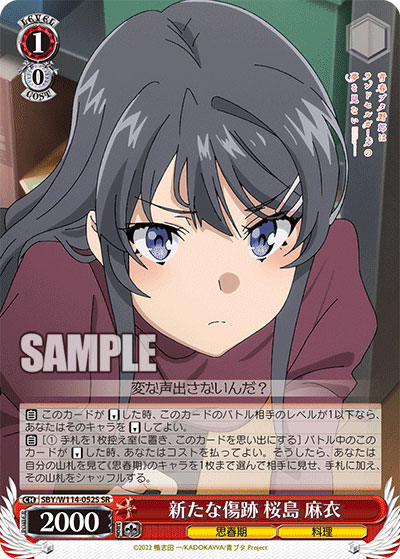 LEVEL
1
0
COST
青春ブタ野郎は
ランドセルガールの
夢を見ない
SAMPLE
変な声出さないんだ?
自 このカードが した時、このカードのバトル相手のレベルが1以下なら、
あなたはそのキャラを してよい。
自 [① 手札を1枚控え室に置き、このカードを思い出にする] バトル中のこの
カードが した時、あなたはコストを払ってよい。そうしたら、あなたは
自分の山札を見て《思春期》のキャラを1枚まで選んで相手に見せ、手札に加え、
その山札をシャッフルする。
CH SBY/W114-052S SR
2000
新たな傷跡 桜島 麻衣
思春期
料理
©2022 鴨志田 一/KADOKAWA/青ブタ Project